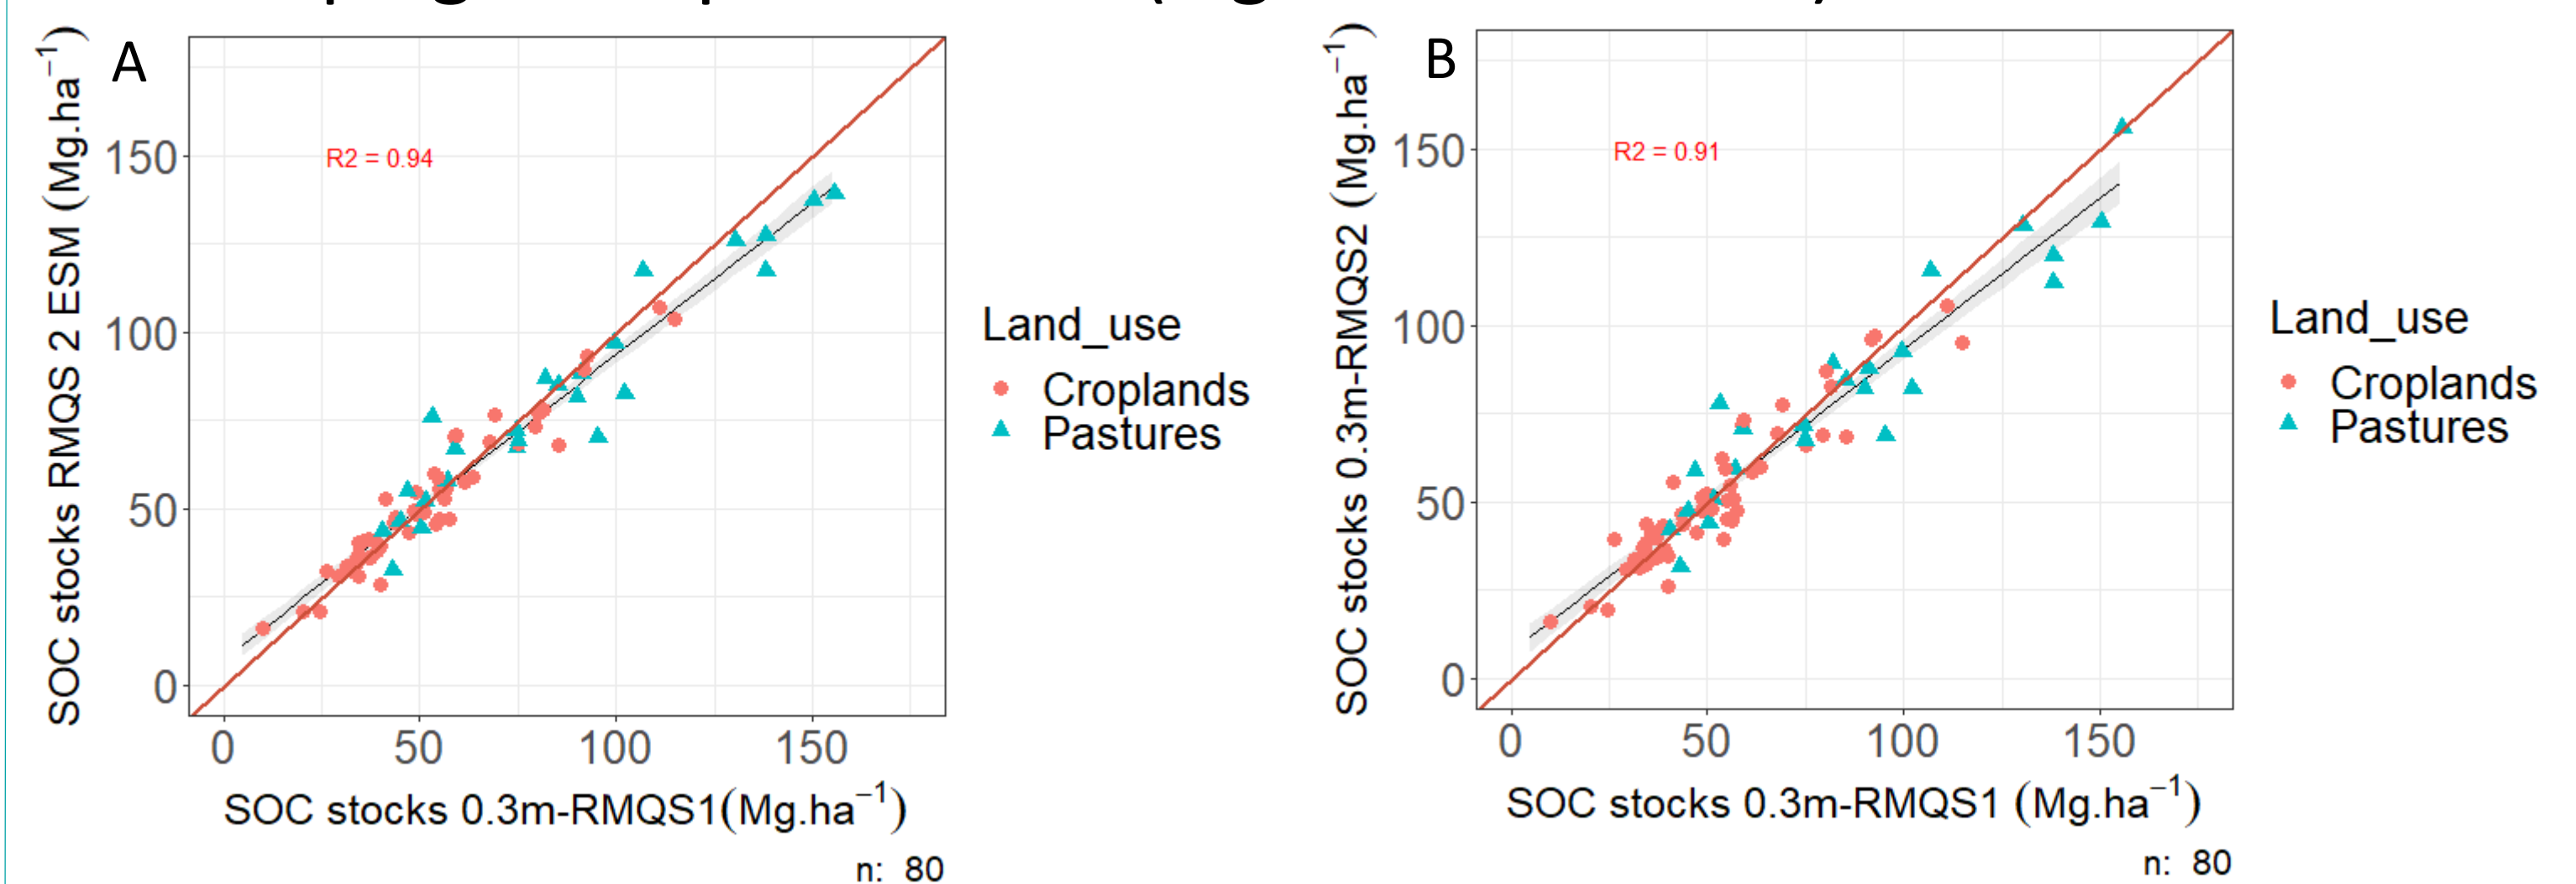 A
SOC stocks RMQS 2 ESM (Mg.ha⁻¹)
150
100
50
0
R2 = 0.94
0 50 100 150
SOC stocks 0.3m-RMQS1(Mg.ha⁻¹)
n: 80
Land_use
Croplands
Pastures
B
SOC stocks 0.3m-RMQS2 (Mg.ha⁻¹)
150
100
50
0
R2 = 0.91
0 50 100 150
SOC stocks 0.3m-RMQS1 (Mg.ha⁻¹)
n: 80
Land_use
Croplands
Pastures